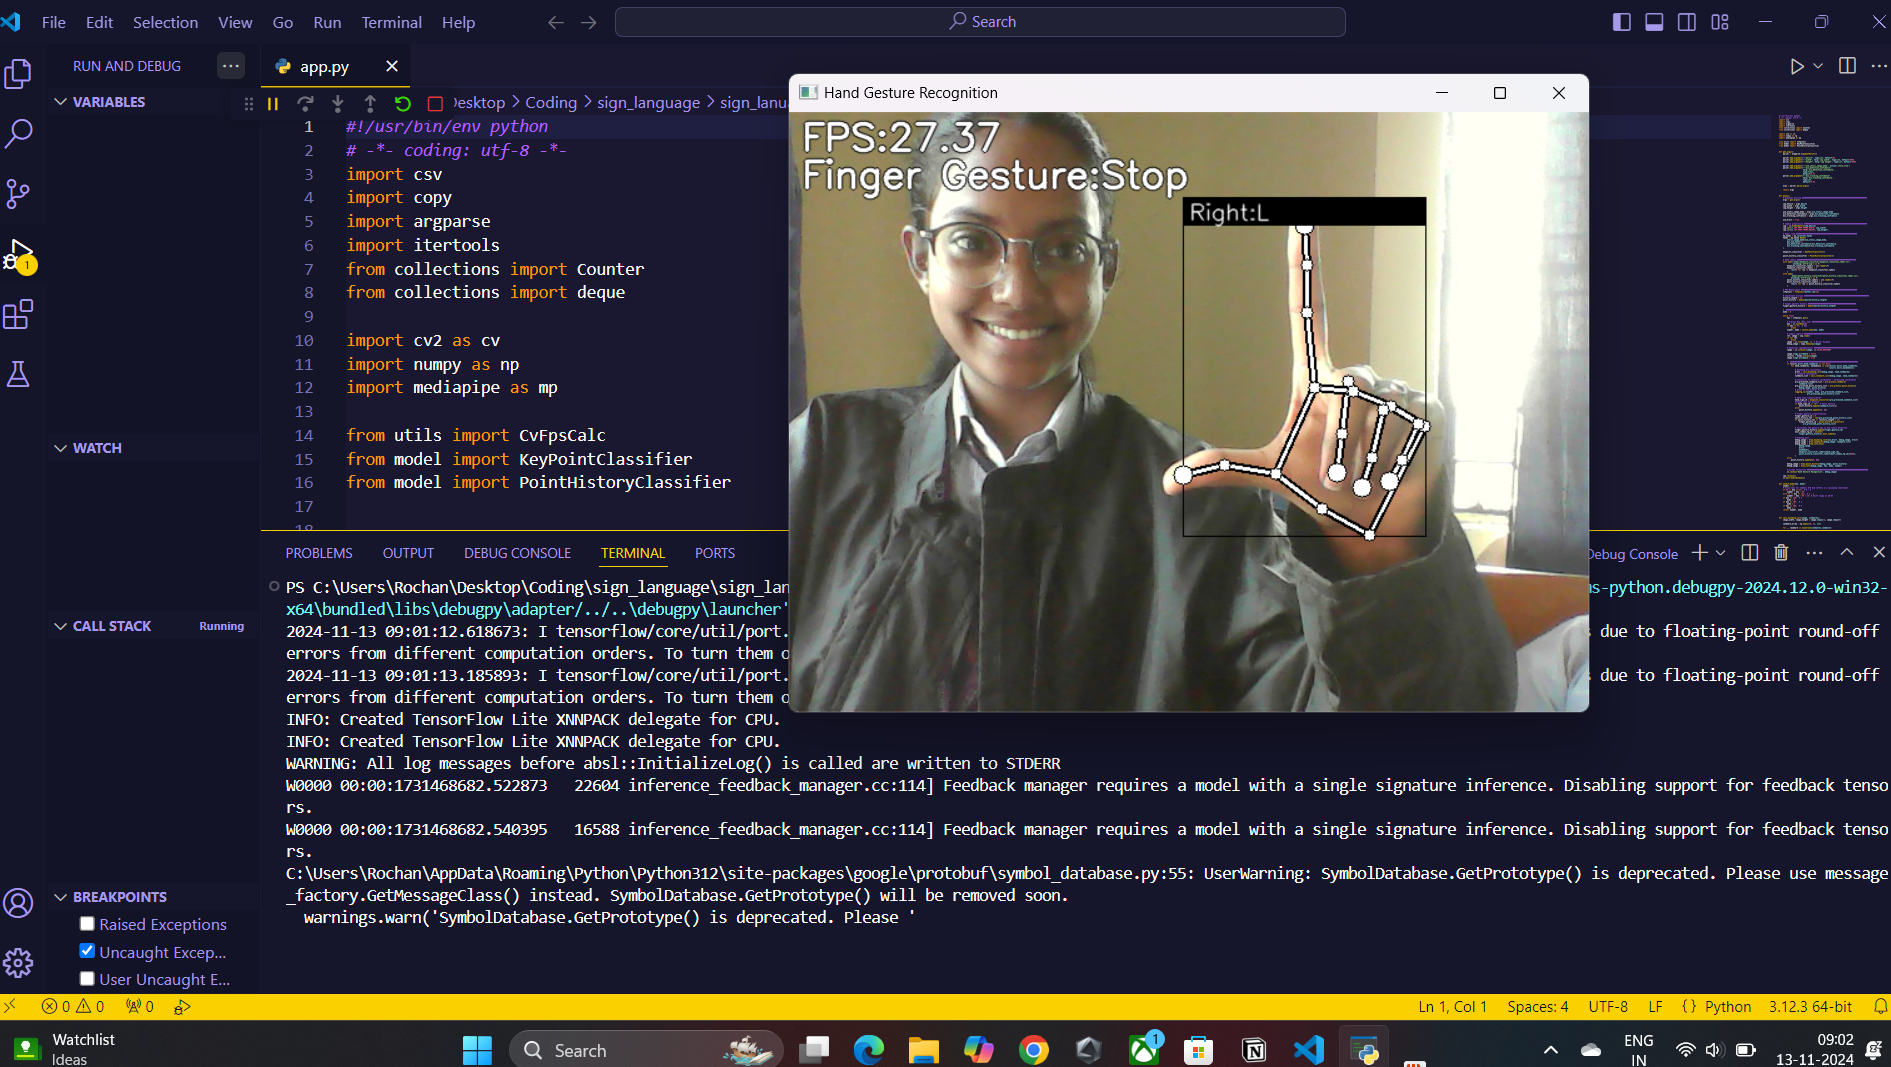 File Edit Selection View Go Run Terminal Help
Search
RUN AND DEBUG
app.py
VARIABLES
Desktop > Coding > sign_language > sign_lanu
1 #!/usr/bin/env python
2 # -*- coding: utf-8 -*-
3 import csv
4 import copy
5 import argparse
6 import itertools
7 from collections import Counter
8 from collections import deque
9
10 import cv2 as cv
11 import numpy as np
12 import mediapipe as mp
13
14 from utils import CvFpsCalc
15 from model import KeyPointClassifier
16 from model import PointHistoryClassifier
17
18
Hand Gesture Recognition
FPS:27.37
Finger Gesture:Stop
Right:L
1
WATCH
CALL STACK Running
BREAKPOINTS
Raised Exceptions
Uncaught Excep...
User Uncaught E...
PROBLEMS OUTPUT DEBUG CONSOLE TERMINAL PORTS
Debug Console
PS C:\Users\Rochan\Desktop\Coding\sign_language\sign_lan s-python.debugpy-2024.12.0-win32-
x64\bundled\libs\debugpy\adapter/../..\debugpy\launcher'
2024-11-13 09:01:12.618673: I tensorflow/core/util/port. s due to floating-point round-off
errors from different computation orders. To turn them o
2024-11-13 09:01:13.185893: I tensorflow/core/util/port. s due to floating-point round-off
errors from different computation orders. To turn them o
INFO: Created TensorFlow Lite XNNPACK delegate for CPU.
INFO: Created TensorFlow Lite XNNPACK delegate for CPU.
WARNING: All log messages before absl::InitializeLog() is called are written to STDERR
W0000 00:00:1731468682.522873 22604 inference_feedback_manager.cc:114] Feedback manager requires a model with a single signature inference. Disabling support for feedback tenso
rs.
W0000 00:00:1731468682.540395 16588 inference_feedback_manager.cc:114] Feedback manager requires a model with a single signature inference. Disabling support for feedback tenso
rs.
C:\Users\Rochan\AppData\Roaming\Python\Python312\site-packages\google\protobuf\symbol_database.py:55: UserWarning: SymbolDatabase.GetPrototype() is deprecated. Please use message
_factory.GetMessageClass() instead. SymbolDatabase.GetPrototype() will be removed soon.
warnings.warn('SymbolDatabase.GetPrototype() is deprecated. Please '
0 0 0 Ln 1, Col 1 Spaces: 4 UTF-8 LF {} Python 3.12.3 64-bit
Watchlist
Ideas
Search
1
ENG
IN
09:02
13-11-2024